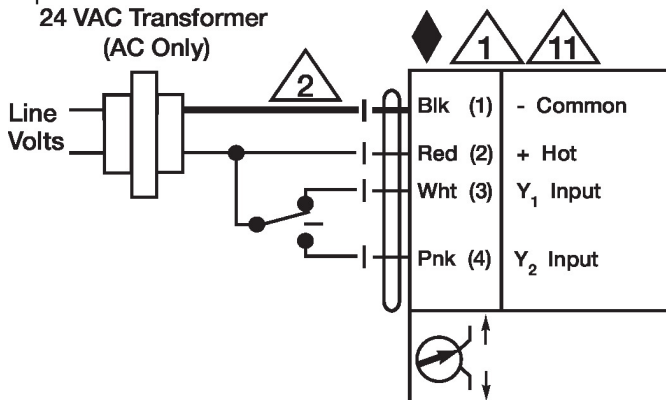 24 VAC Transformer
(AC Only)
Line
Volts
2
1
11
Blk (1) - Common
Red (2) + Hot
Wht (3) Y1 Input
Pnk (4) Y2 Input